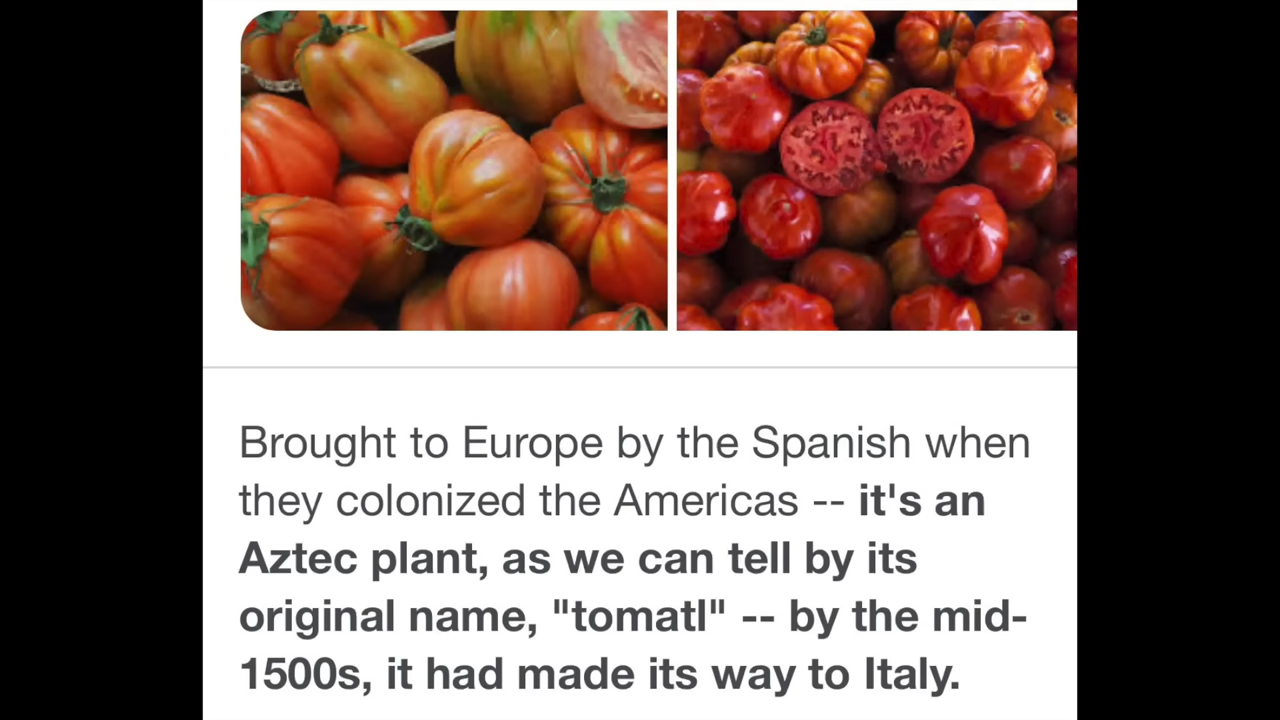 Brought to Europe by the Spanish when
they colonized the Americas -- it's an
Aztec plant, as we can tell by its
original name, "tomatl" -- by the mid-
1500s, it had made its way to Italy.